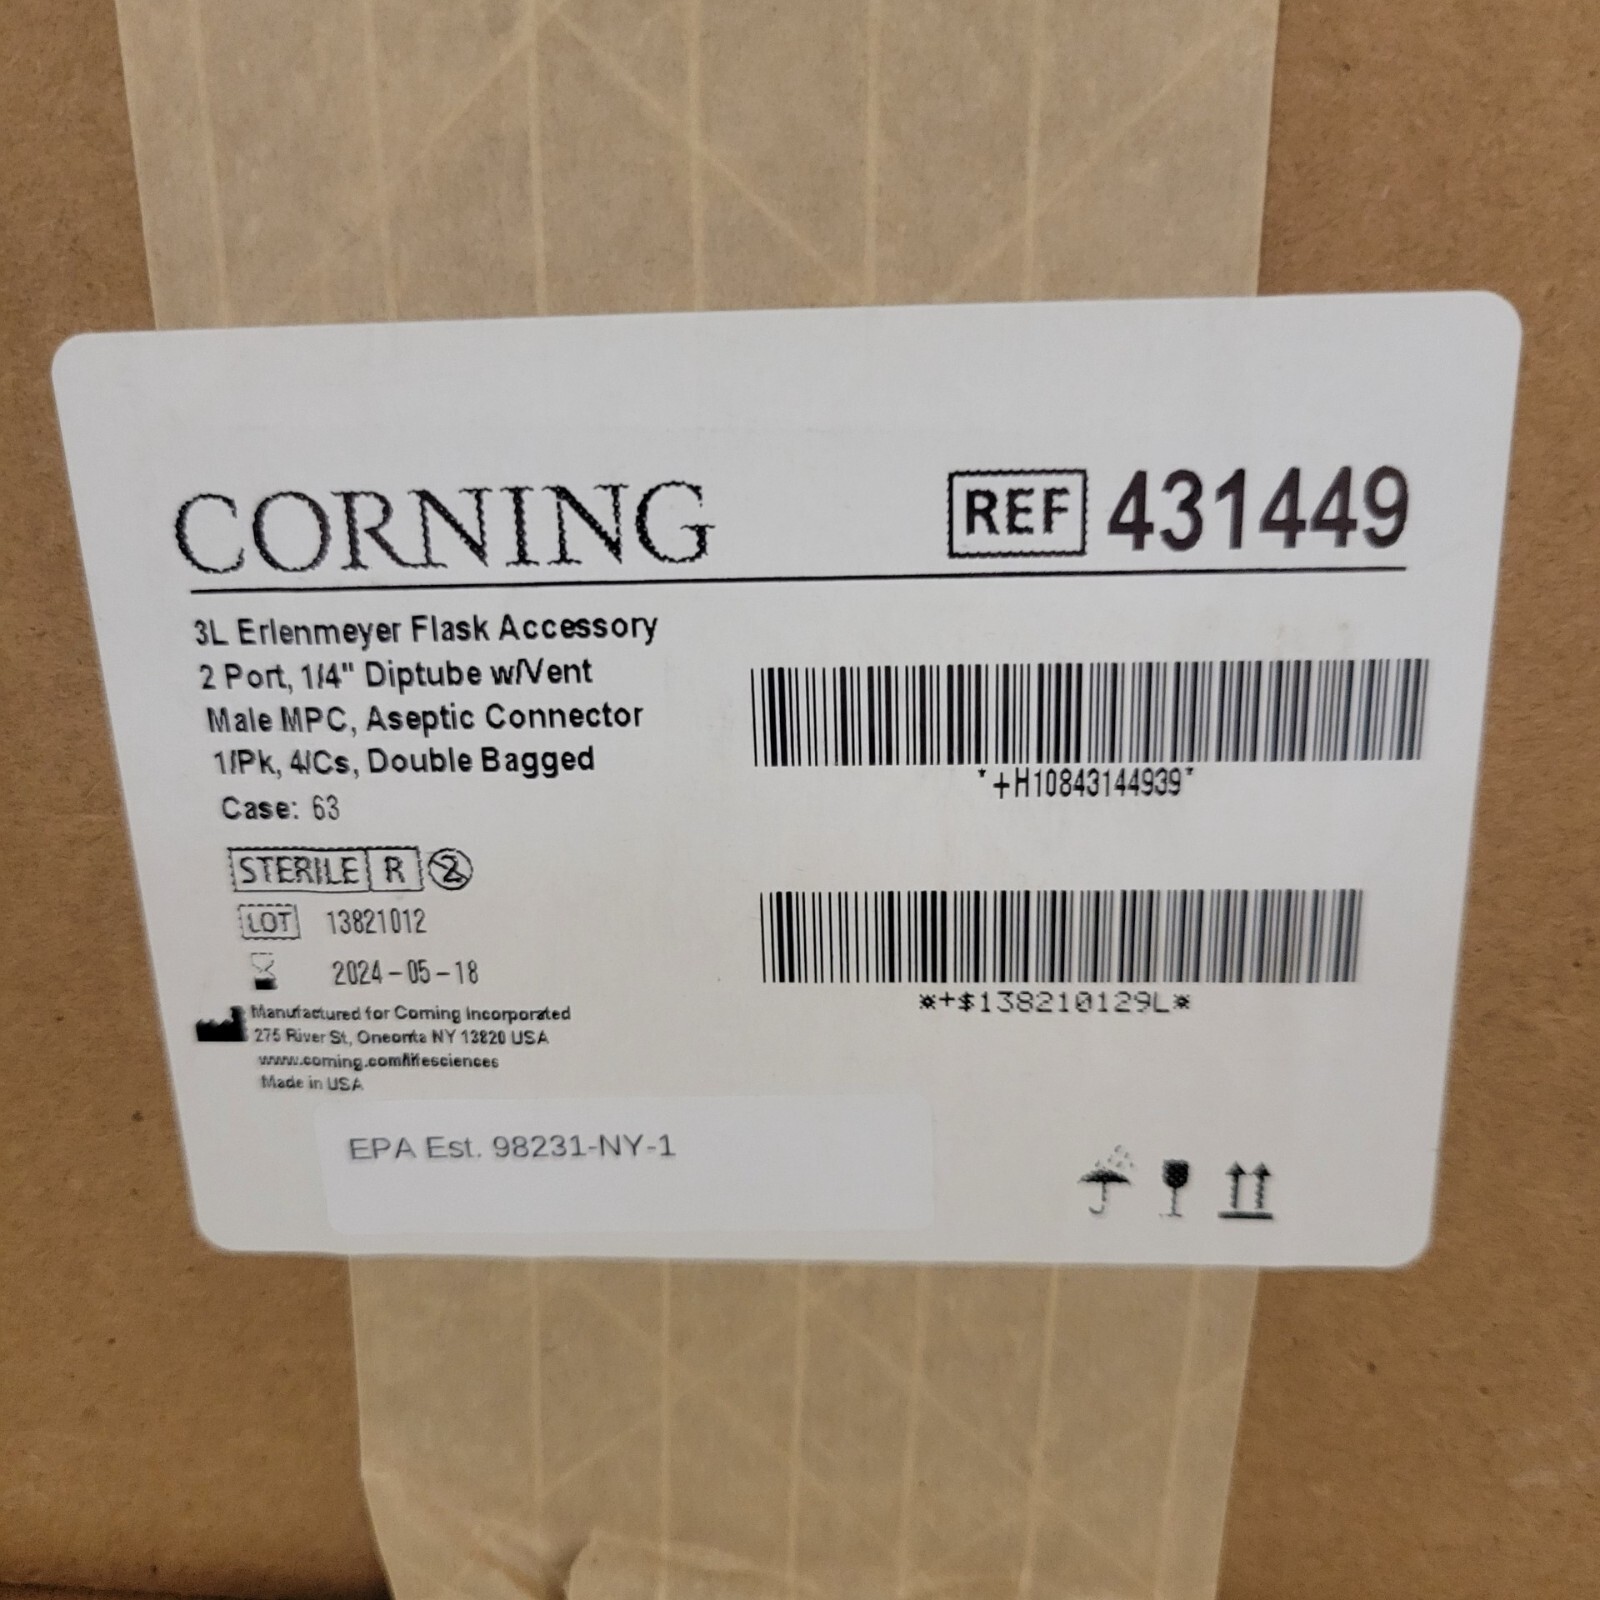 CORNING
REF 431449
3L Erlenmeyer Flask Accessory
2 Port, 1/4" Diptube w/Vent
Male MPC, Aseptic Connector
1/Pk, 4/Cs, Double Bagged
Case: 63
*+H10843144939*
STERILE R 2
LOT 13821012
2024-05-18
*+$138210129L*
Manufactured for Corning Incorporated
275 River St, Oneonta NY 13820 USA
www.corning.com/lifesciences
Made in USA
EPA Est. 98231-NY-1